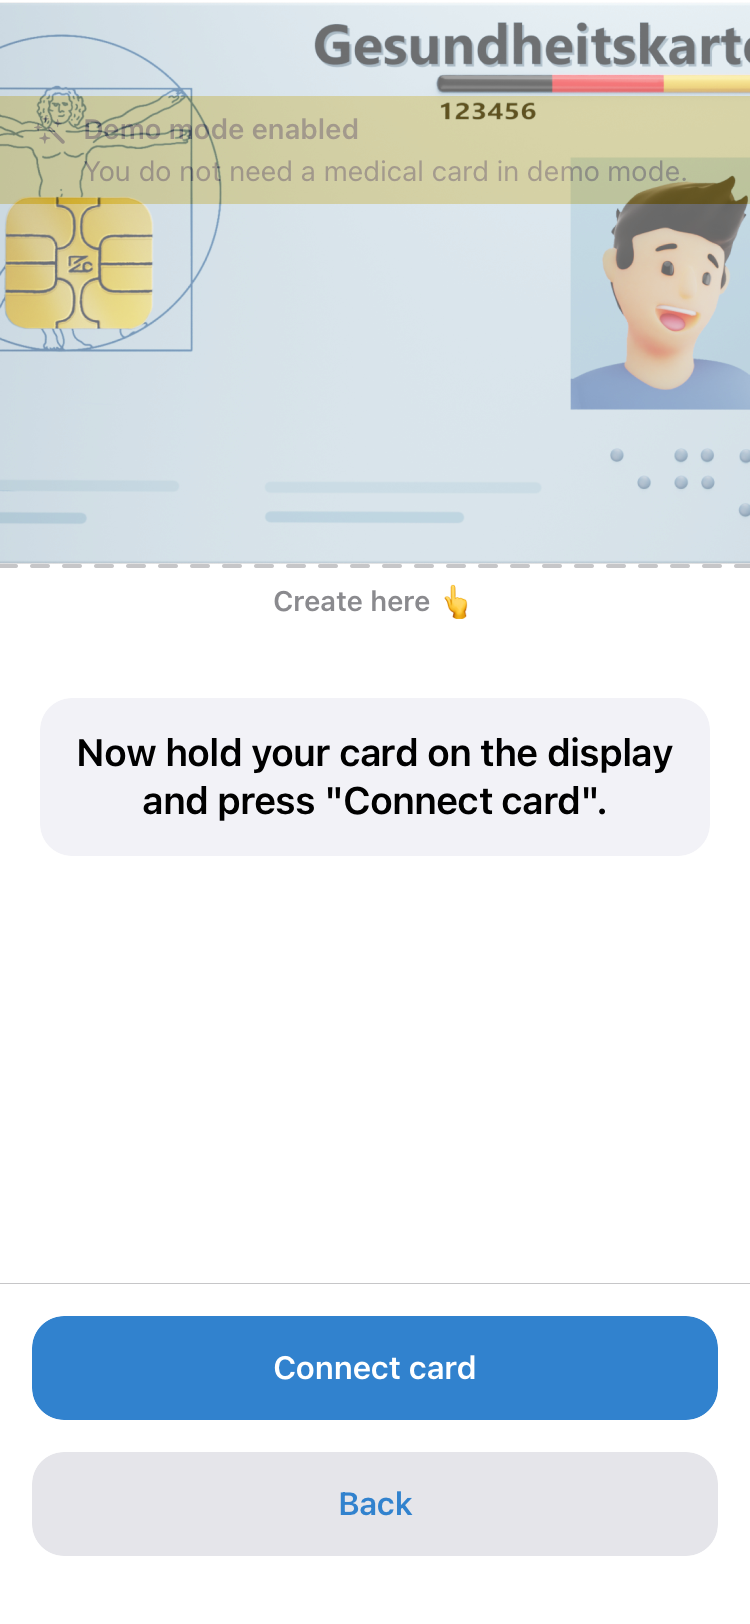 Gesundheitskarte
123456
Demo mode enabled
You do not need a medical card in demo mode.
Create here 👆
Now hold your card on the display
and press "Connect card".
Connect card
Back